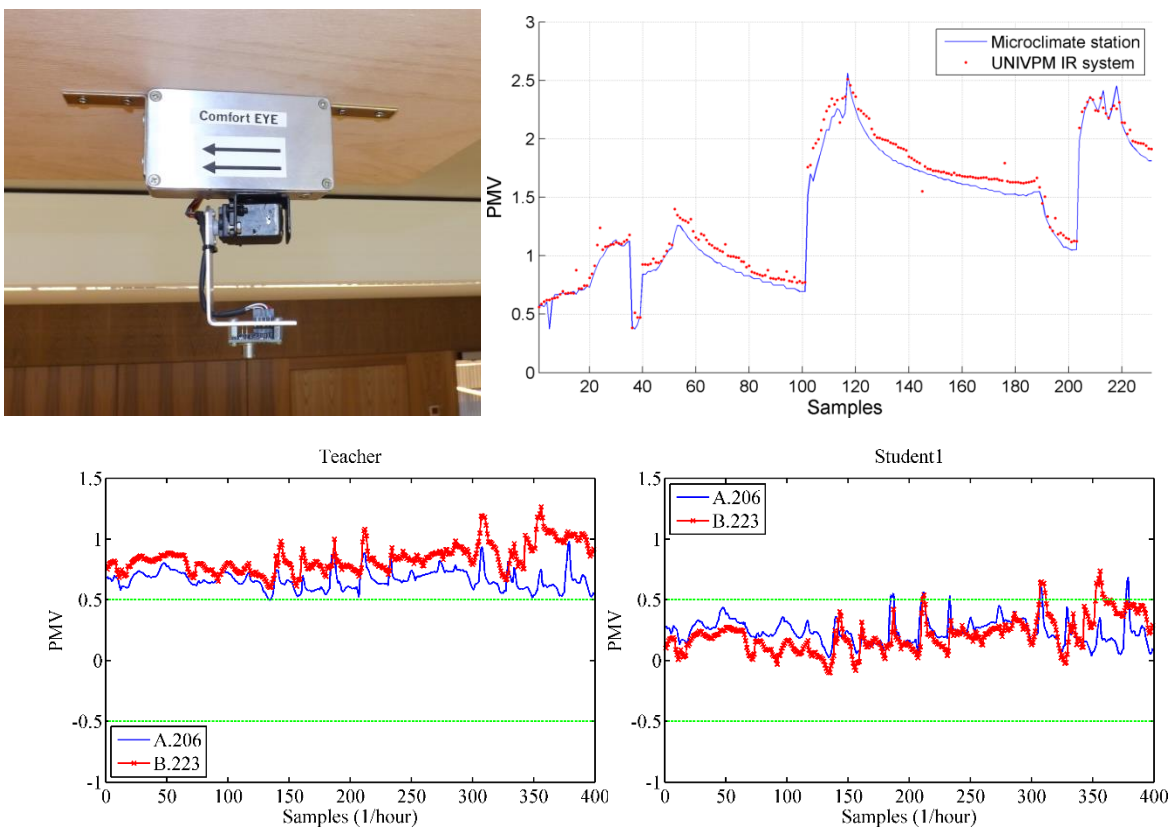 Comfort EYE
3
2.5
2
1.5
1
0.5
0
PMV
20 40 60 80 100 120 140 160 180 200 220
Samples
Microclimate station
UNIVPM IR system
Teacher
1.5
1
0.5
0
-0.5
-1
PMV
A.206
B.223
0 50 100 150 200 250 300 350 400
Samples (1/hour)
Student1
1.5
1
0.5
0
-0.5
-1
PMV
A.206
B.223
0 50 100 150 200 250 300 350 400
Samples (1/hour)